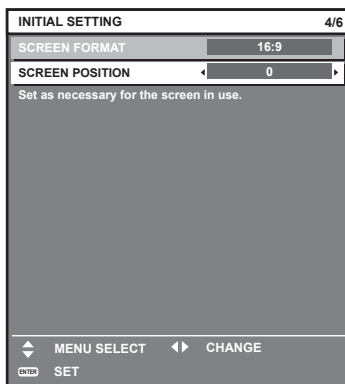 INITIAL SETTING 4/6
SCREEN FORMAT 16:9
SCREEN POSITION 0
Set as necessary for the screen in use.
MENU SELECT CHANGE
ENTER SET